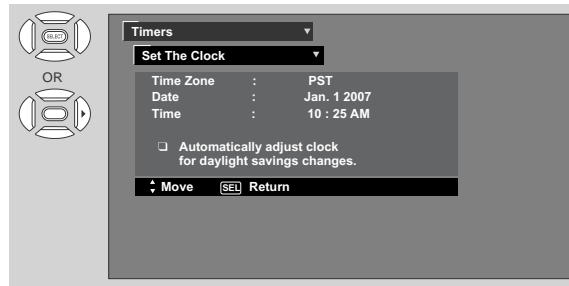 SELECT
OR
Timers
Set The Clock
Time Zone : PST
Date : Jan. 1 2007
Time : 10 : 25 AM
❏ Automatically adjust clock
for daylight savings changes.
Move SEL Return